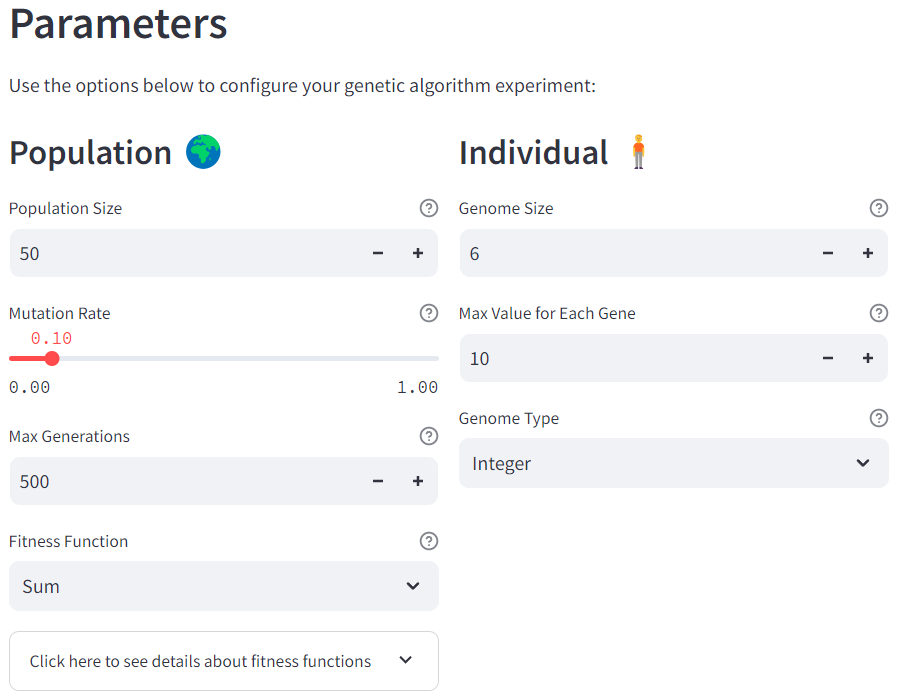 Parameters
Use the options below to configure your genetic algorithm experiment:
Population
Population Size
50
Mutation Rate
0.10
0.00 1.00
Max Generations
500
Fitness Function
Sum
Click here to see details about fitness functions
Individual
Genome Size
6
Max Value for Each Gene
10
Genome Type
Integer